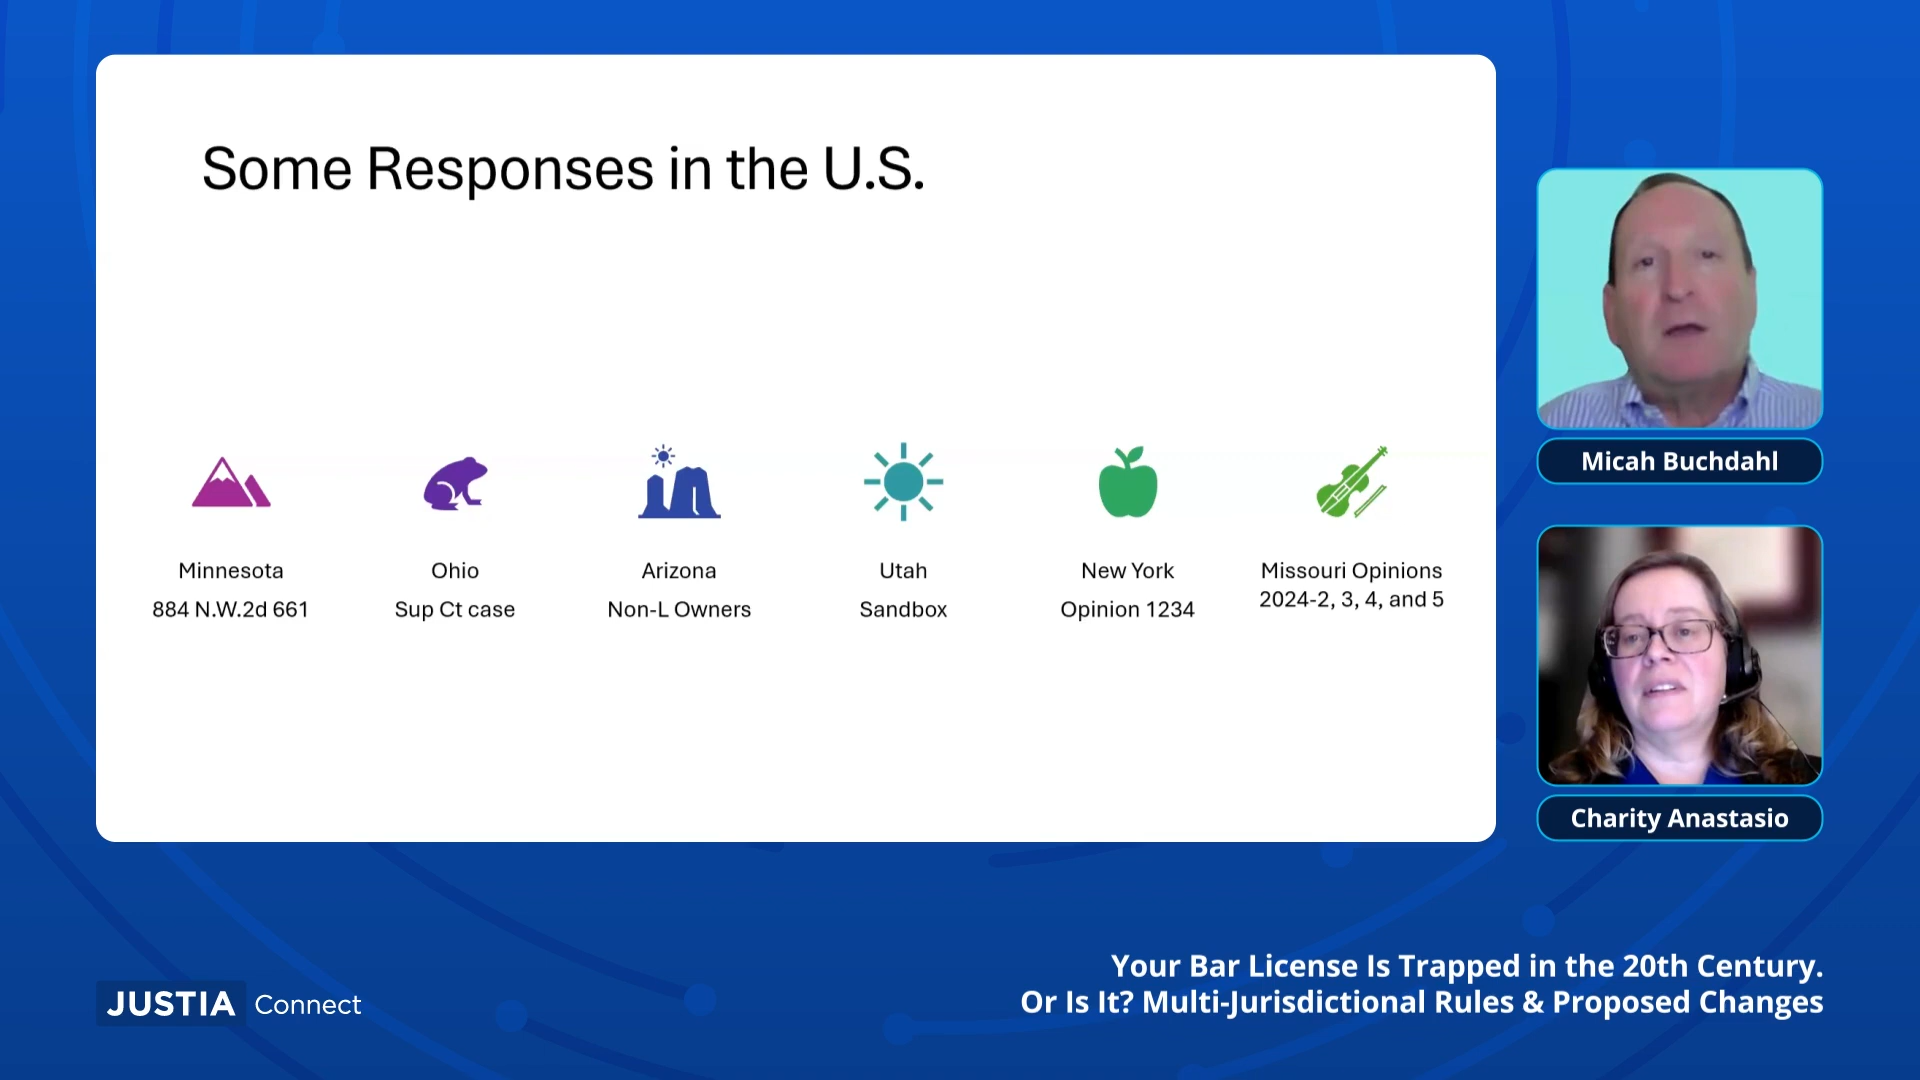 Some Responses in the U.S.
Minnesota
884 N.W.2d 661
Ohio
Sup Ct case
Arizona
Non-L Owners
Utah
Sandbox
New York
Opinion 1234
Missouri Opinions
2024-2, 3, 4, and 5
Micah Buchdahl
Charity Anastasio
JUSTIA Connect
Your Bar License Is Trapped in the 20th Century.
Or Is It? Multi-Jurisdictional Rules & Proposed Changes